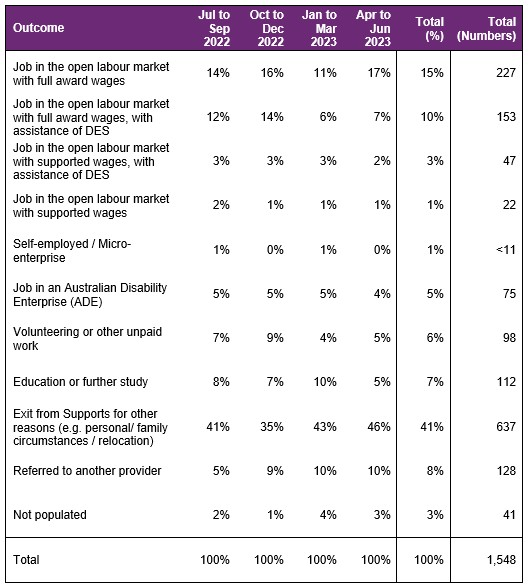 Outcome Jul to Sep 2022 Oct to Dec 2022 Jan to Mar 2023 Apr to Jun 2023 Total (%) Total (Numbers)
Job in the open labour market
with full award wages 14% 16% 11% 17% 15% 227
Job in the open labour market
with full award wages, with
assistance of DES 12% 14% 6% 7% 10% 153
Job in the open labour market
with supported wages, with
assistance of DES 3% 3% 3% 2% 3% 47
Job in the open labour market
with supported wages 2% 1% 1% 1% 1% 22
Self-employed / Micro-
enterprise 1% 0% 1% 0% 1% <11
Job in an Australian Disability
Enterprise (ADE) 5% 5% 5% 4% 5% 75
Volunteering or other unpaid
work 7% 9% 4% 5% 6% 98
Education or further study 8% 7% 10% 5% 7% 112
Exit from Supports for other
reasons (e.g. personal/ family
circumstances / relocation) 41% 35% 43% 46% 41% 637
Referred to another provider 5% 9% 10% 10% 8% 128
Not populated 2% 1% 4% 3% 3% 41
Total 100% 100% 100% 100% 100% 1,548